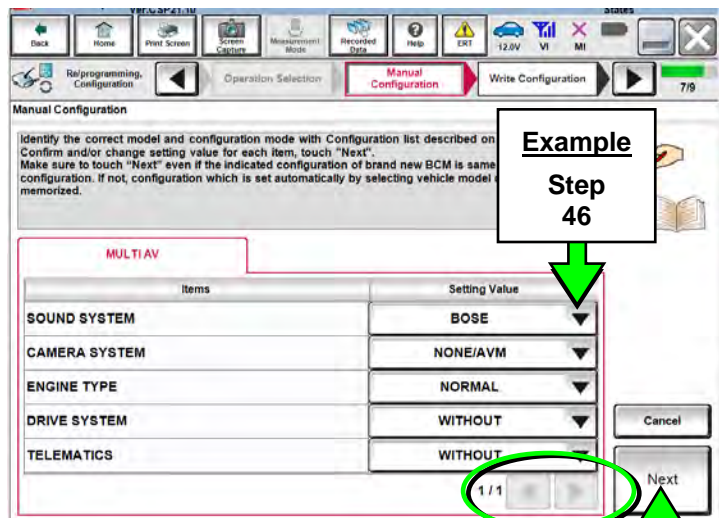 Ver.CSP21.10
States
Back
Home
Print Screen
Screen Capture
Measurement Mode
Recorded Data
Help
ERT
12.0V
VI
MI
Re/programming, Configuration
Operation Selection
Manual Configuration
Write Configuration
7/9
Manual Configuration
Identify the correct model and configuration mode with Configuration list described on
Confirm and/or change setting value for each item, touch "Next".
Make sure to touch "Next" even if the indicated configuration of brand new BCM is same
configuration. If not, configuration which is set automatically by selecting vehicle model
memorized.
Example
Step
46
MULTI AV
Items
Setting Value
SOUND SYSTEM
BOSE
CAMERA SYSTEM
NONE/AVM
ENGINE TYPE
NORMAL
DRIVE SYSTEM
WITHOUT
TELEMATICS
WITHOUT
1/1
Cancel
Next